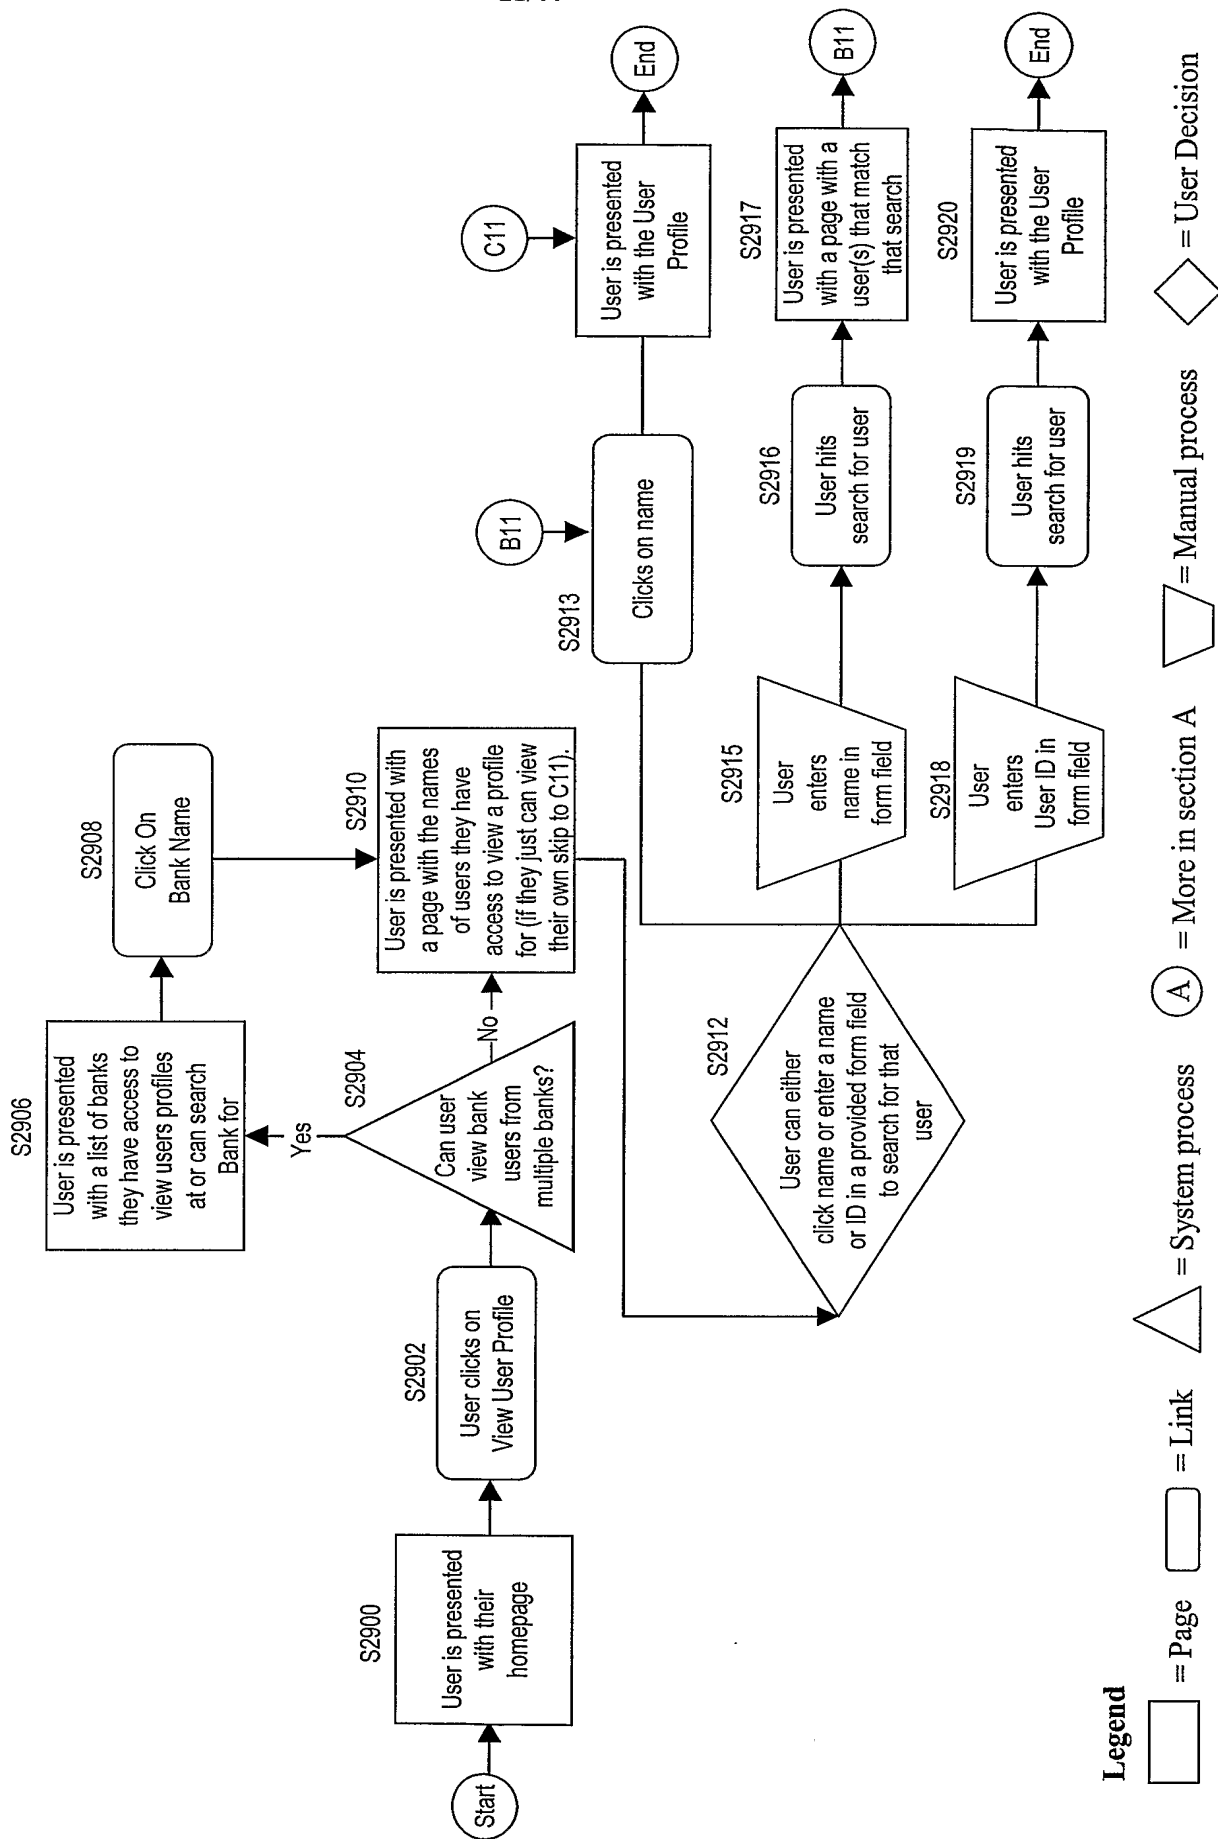 Start
S2900
User is presented
with their
homepage
S2902
User clicks on
View User Profile
S2904
Can user
view bank
users from
multiple banks?
Yes
No
S2906
User is presented
with a list of banks
they have access to
view users profiles
at or can search
Bank for
S2908
Click On
Bank Name
S2910
User is presented with
a page with the names
of users they have
access to view a profile
for (if they just can view
their own skip to C11).
S2912
User can either
click name or enter a name
or ID in a provided form field
to search for that
user
B11
S2913
Clicks on name
C11
User is presented
with the User
Profile
End
S2915
User
enters
name in
form field
S2916
User hits
search for user
S2917
User is presented
with a page with a
user(s) that match
that search
B11
S2918
User
enters
User ID in
form field
S2919
User hits
search for user
S2920
User is presented
with the User
Profile
End
Legend
= Page
= Link
= System process
A = More in section A
= Manual process
= User Decision